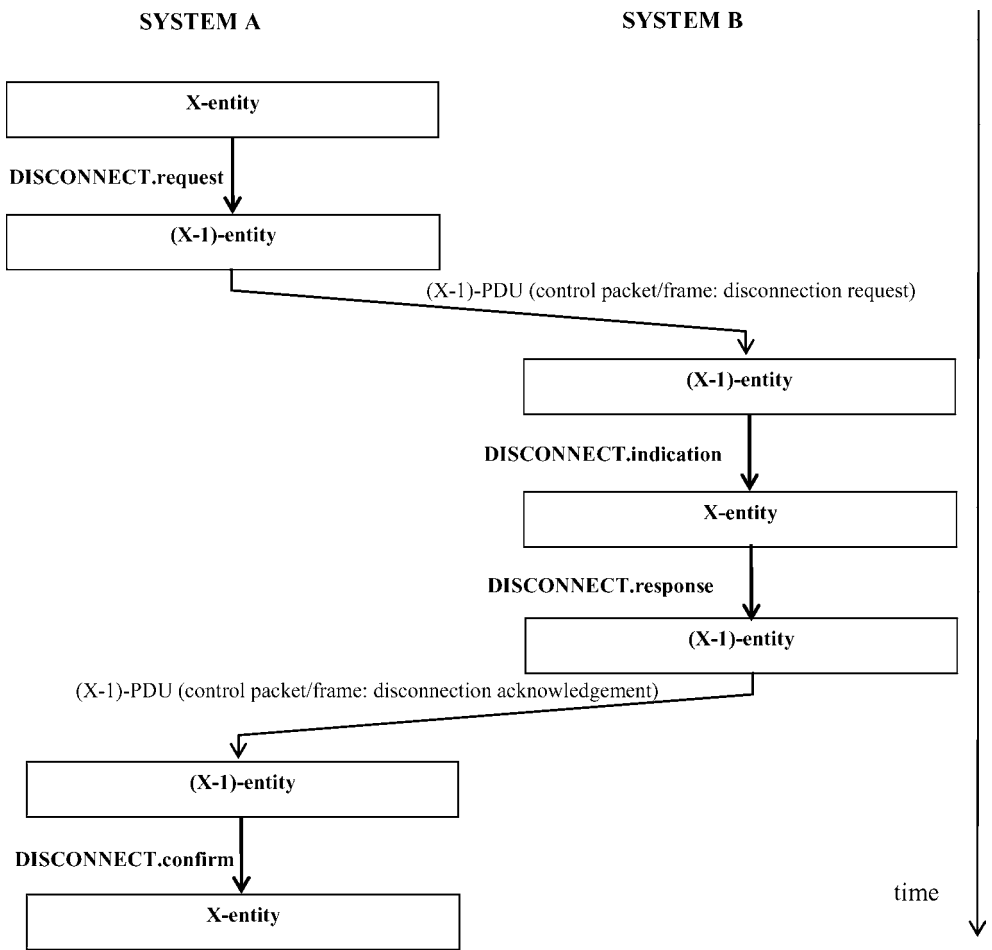 SYSTEM A
SYSTEM B
X-entity
DISCONNECT.request
(X-1)-entity
(X-1)-PDU (control packet/frame: disconnection request)
(X-1)-entity
DISCONNECT.indication
X-entity
DISCONNECT.response
(X-1)-entity
(X-1)-PDU (control packet/frame: disconnection acknowledgement)
(X-1)-entity
DISCONNECT.confirm
X-entity
time